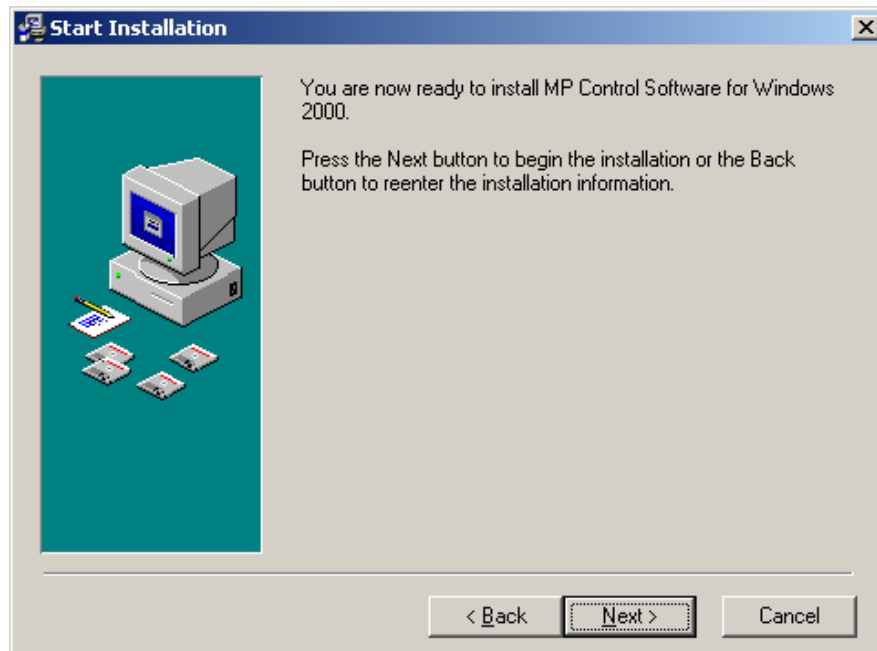 Start Installation
You are now ready to install MP Control Software for Windows
2000.
Press the Next button to begin the installation or the Back
button to reenter the installation information.
< Back Next > Cancel